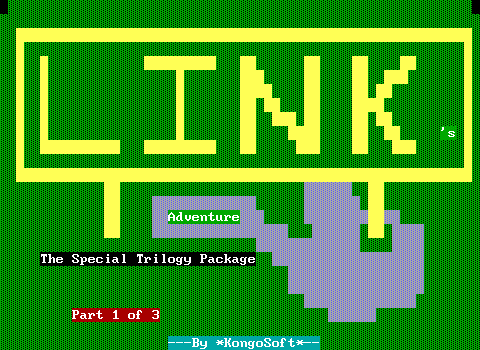 LINK
's
Adventure
The Special Trilogy Package
Part 1 of 3
---By *KongoSoft*---